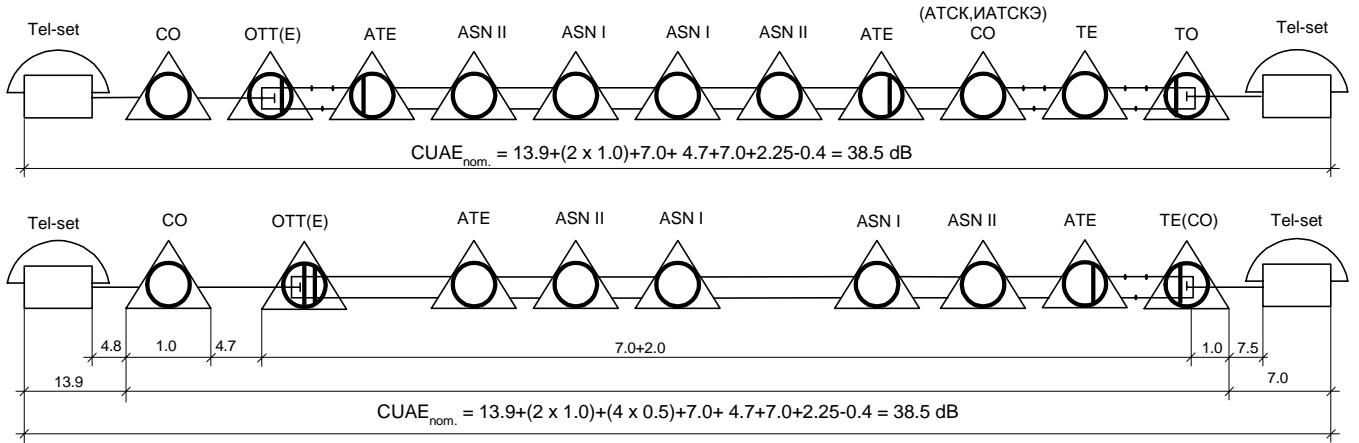 (АТСК,ИАТСКЭ)
Tel-set CO OTT(E) ATE ASN II ASN I ASN I ASN II ATE CO TE TO Tel-set
CUAEnom. = 13.9+(2 x 1.0)+7.0+ 4.7+7.0+2.25-0.4 = 38.5 dB
Tel-set CO OTT(E) ATE ASN II ASN I ASN I ASN II ATE TE(CO) Tel-set
4.8 1.0 4.7 7.0+2.0 1.0 7.5
13.9 7.0
CUAEnom. = 13.9+(2 x 1.0)+(4 x 0.5)+7.0+ 4.7+7.0+2.25-0.4 = 38.5 dB